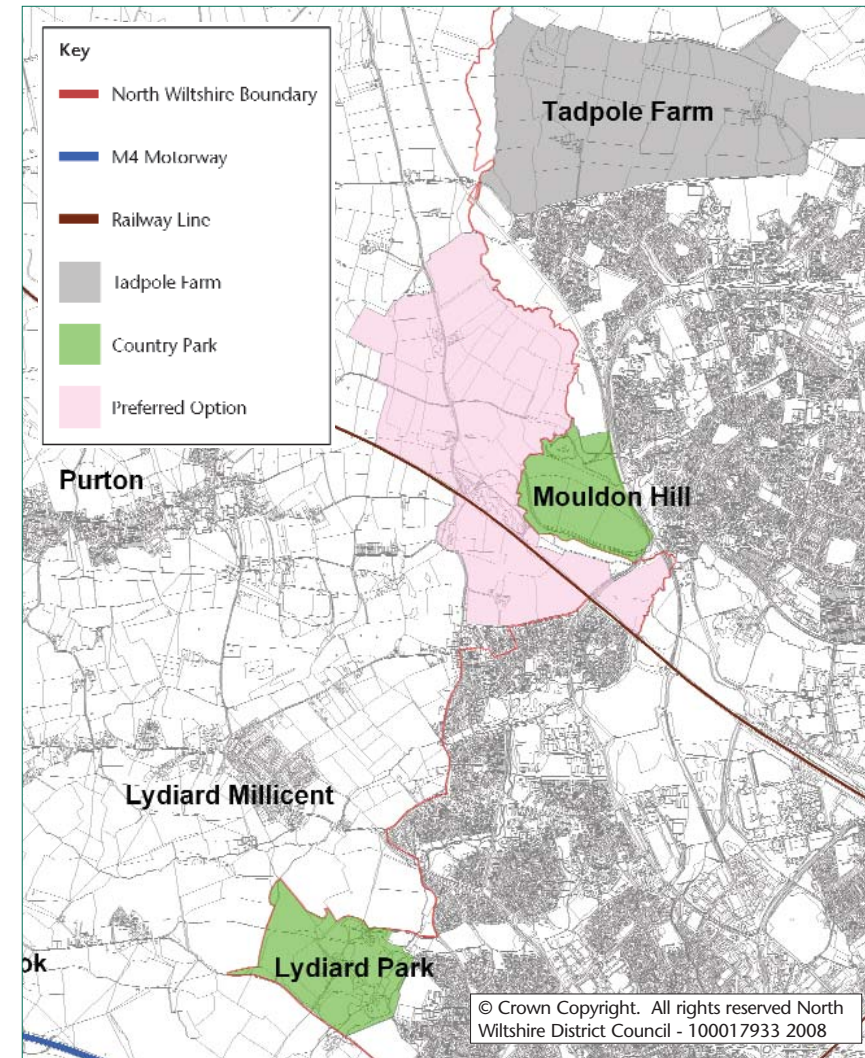 Key
North Wiltshire Boundary
M4 Motorway
Railway Line
Tadpole Farm
Country Park
Preferred Option
Tadpole Farm
Purton
Mouldon Hill
Lydiard Millicent
ok
Lydiard Park
© Crown Copyright. All rights reserved North
Wiltshire District Council - 100017933 2008